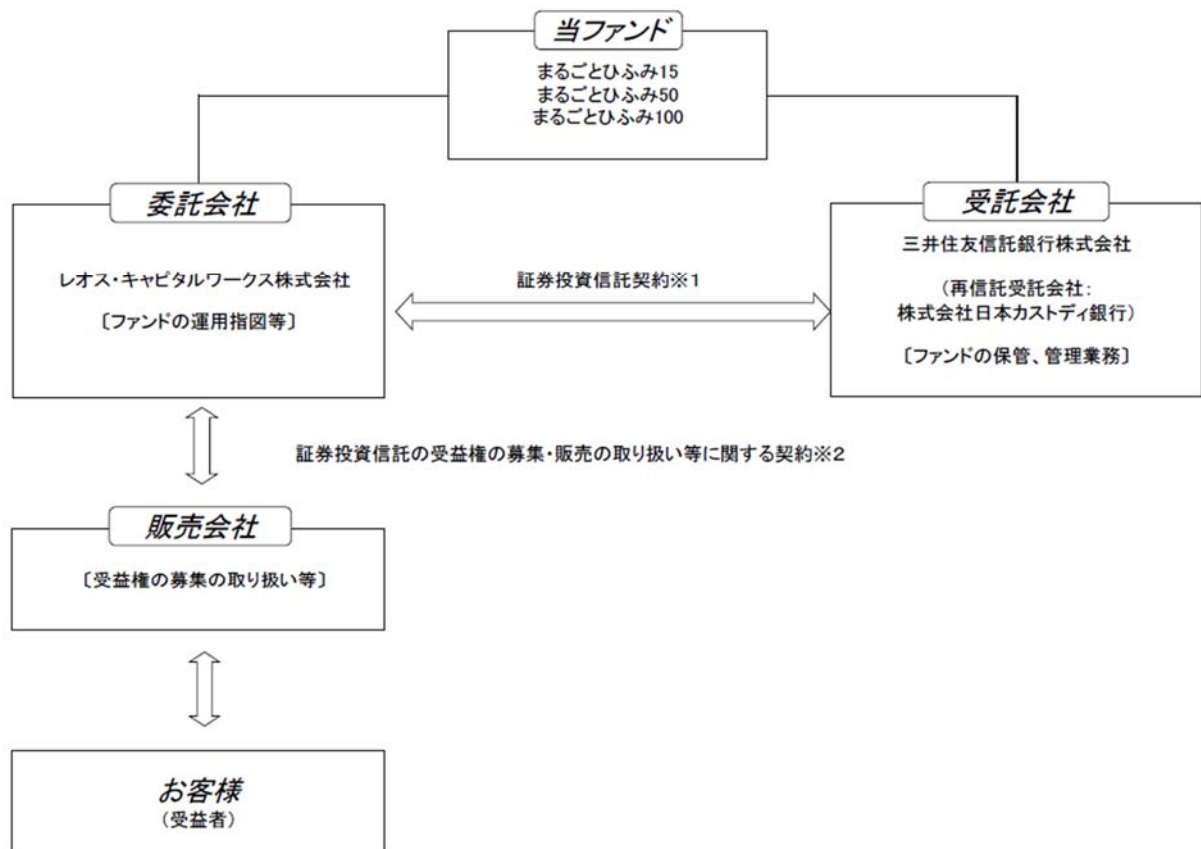 当ファンド
まるごとひふみ15
まるごとひふみ50
まるごとひふみ100
委託会社
レオス・キャピタルワークス株式会社
〔ファンドの運用指図等〕
証券投資信託契約※1
受託会社
三井住友信託銀行株式会社
(再信託受託会社:
株式会社日本カストディ銀行)
〔ファンドの保管、管理業務〕
証券投資信託の受益権の募集・販売の取り扱い等に関する契約※2
販売会社
〔受益権の募集の取り扱い等〕
お客様
(受益者)